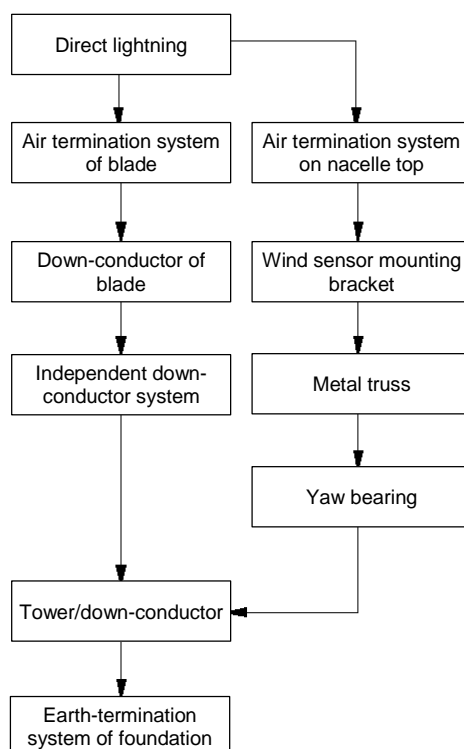 Direct lightning
Air termination system
of blade
Air termination system
on nacelle top
Down-conductor of
blade
Wind sensor mounting
bracket
Independent down-
conductor system
Metal truss
Yaw bearing
Tower/down-conductor
Earth-termination
system of foundation